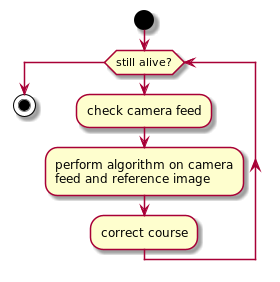 still alive?
check camera feed
perform algorithm on camera
feed and reference image
correct course